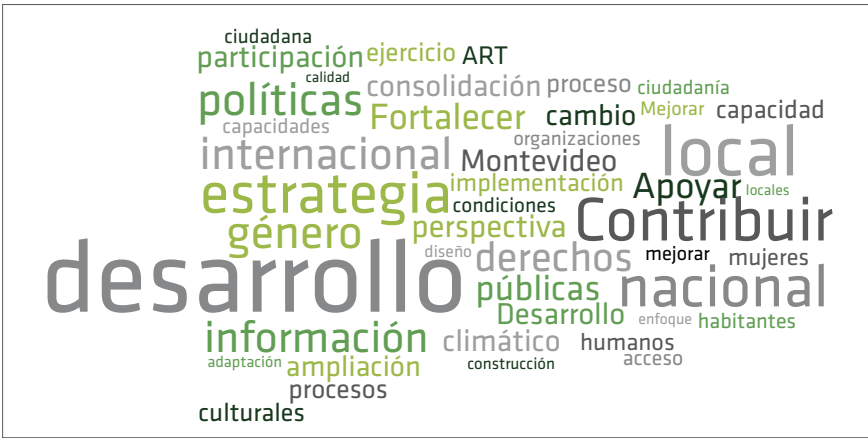 ciudadana
participación ejercicio ART
calidad
políticas consolidación proceso ciudadanía
capacidades Fortalecer cambio Mejorar capacidad
organizaciones
internacional Montevideo local
estrategia implementación Apoyar locales
condiciones
género perspectiva Contribuir
desarrollo diseño derechos mejorar mujeres
públicas nacional
Desarrollo enfoque habitantes
información climático humanos
adaptación ampliación construcción acceso
procesos
culturales